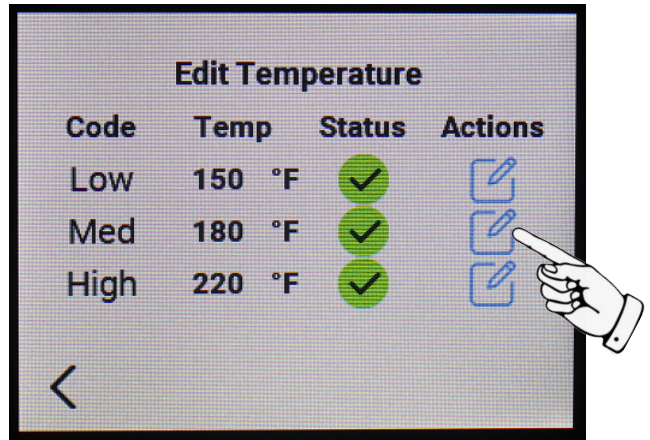 Edit Temperature
Code Temp Status Actions
Low 150 °F
Med 180 °F
High 220 °F